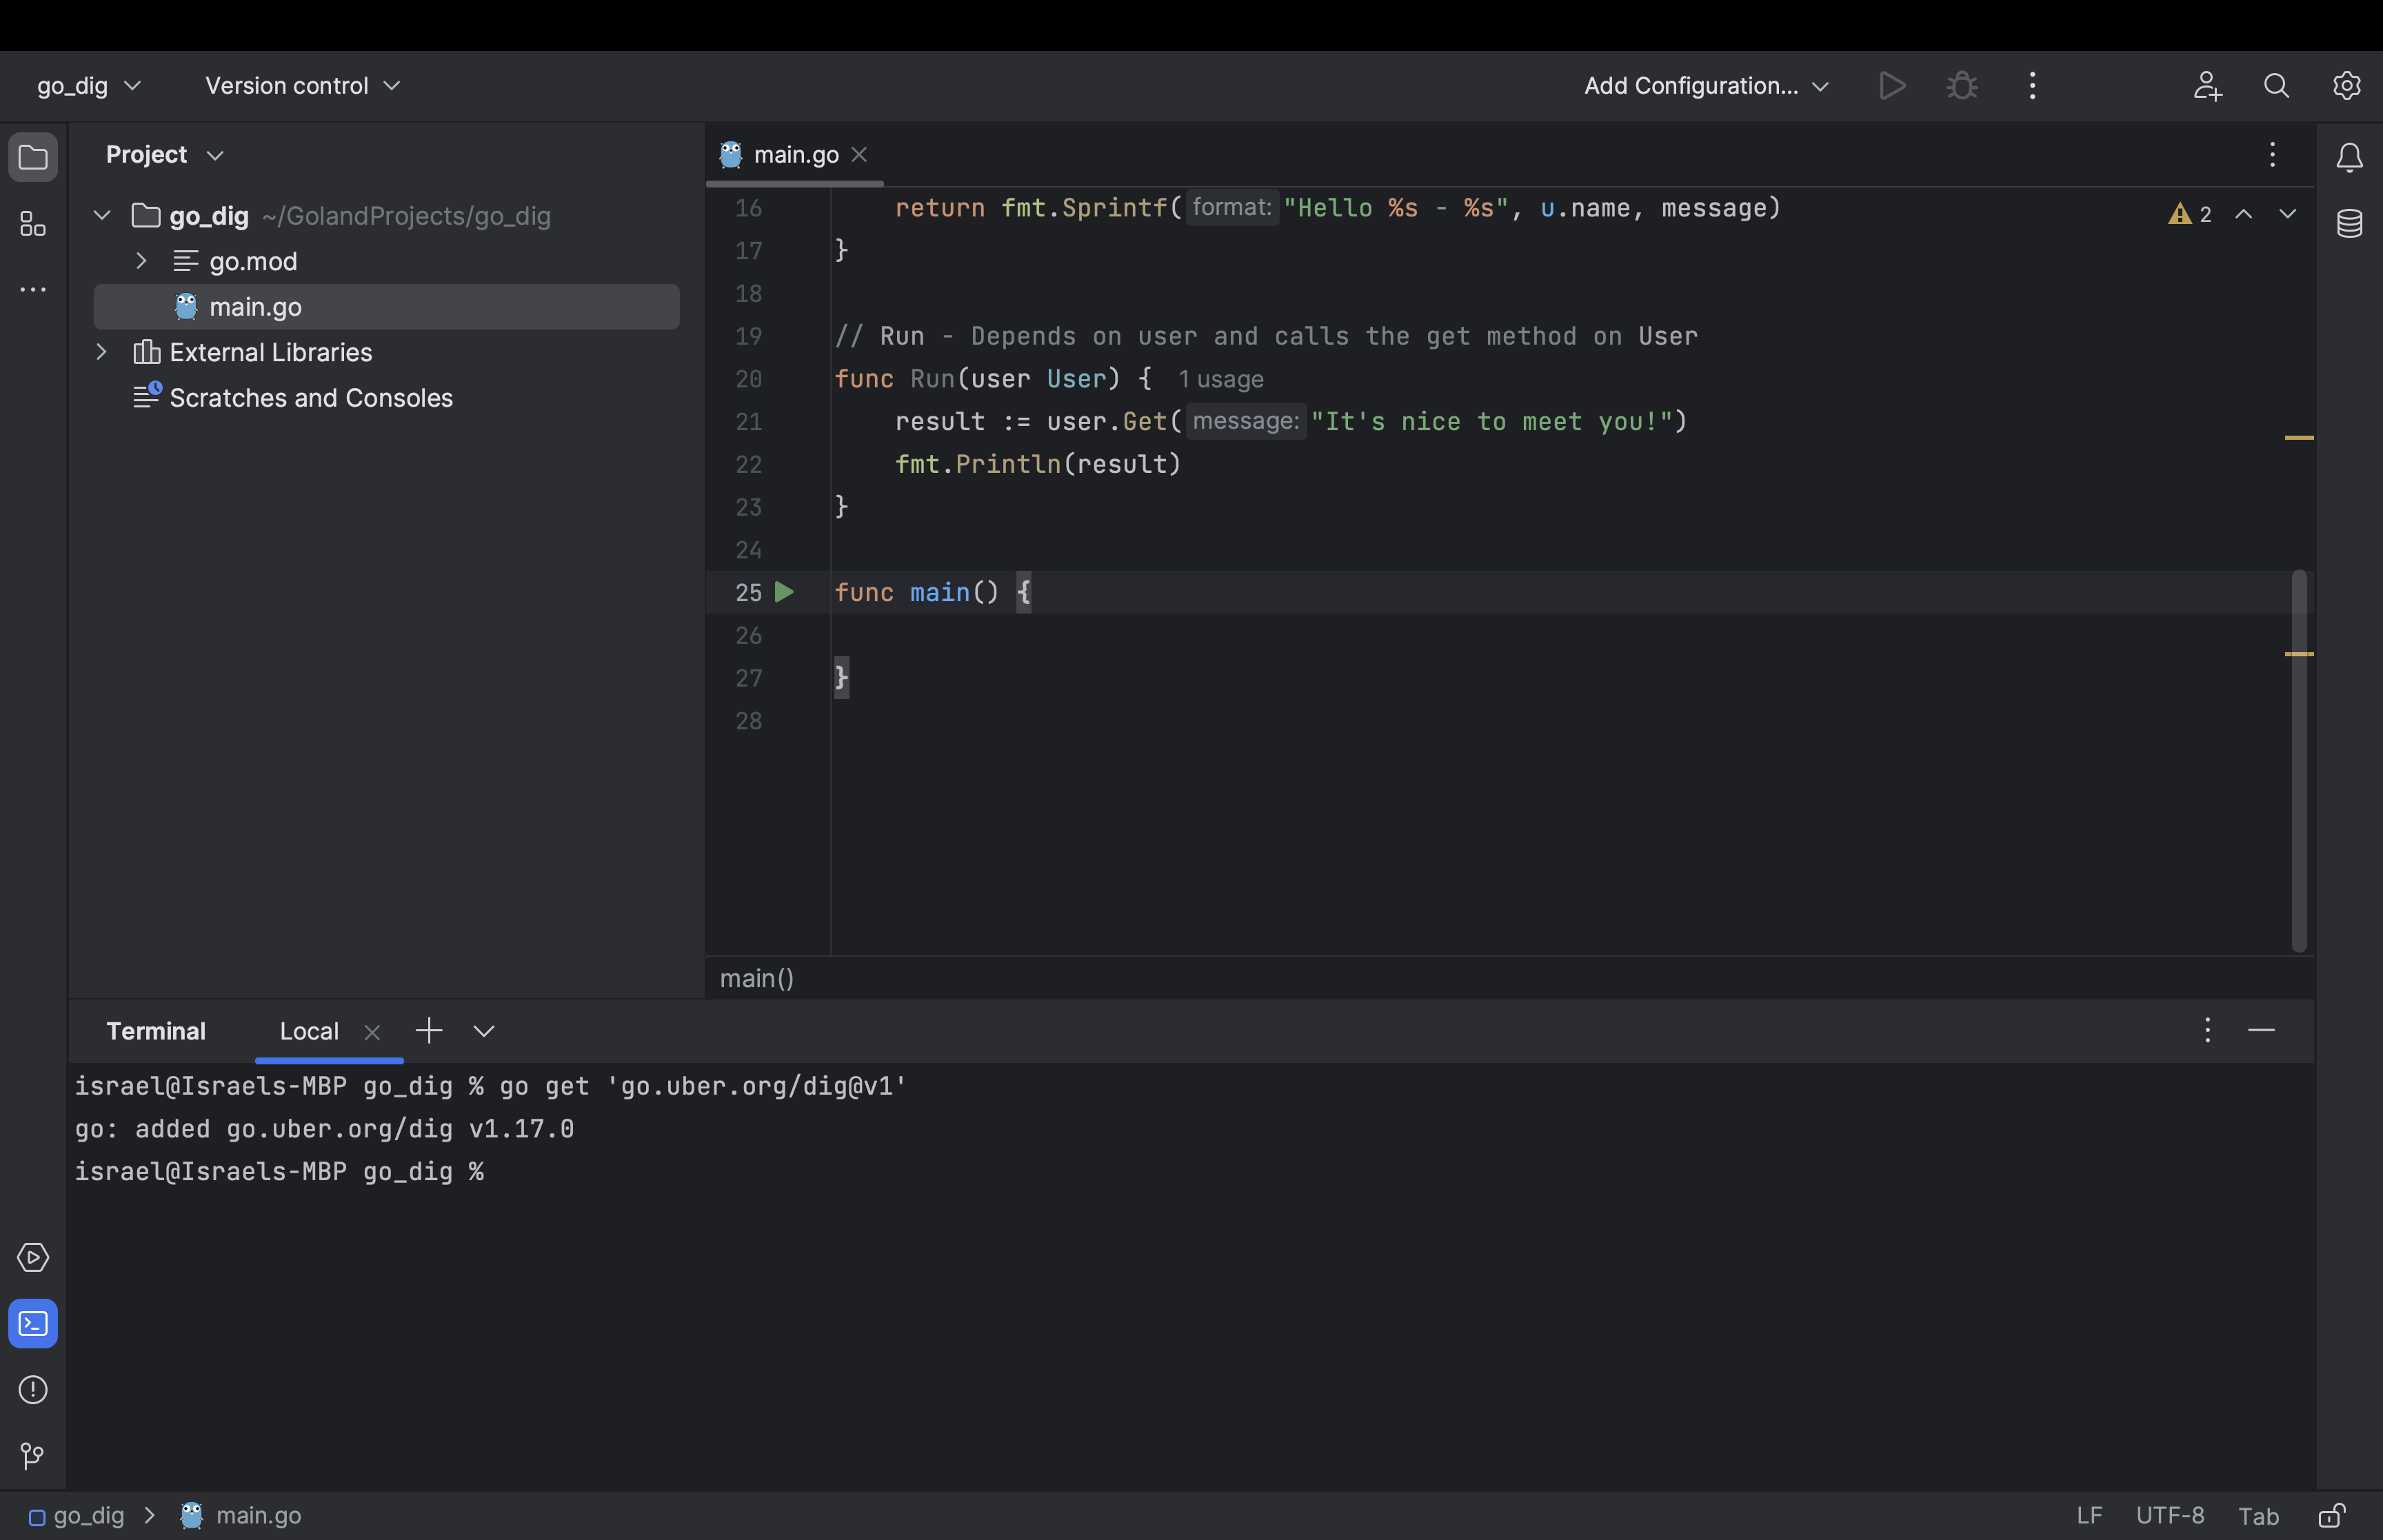 go_dig
Version control
Add Configuration...
Project
main.go
go_dig ~/GolandProjects/go_dig
go.mod
main.go
External Libraries
Scratches and Consoles
16 return fmt.Sprintf( format: "Hello %s - %s", u.name, message)
2
17 }
18
19 // Run - Depends on user and calls the get method on User
20 func Run(user User) { 1 usage
21 result := user.Get( message: "It's nice to meet you!")
22 fmt.Println(result)
23 }
24
25 func main() {
26
27 }
28
main()
Terminal
Local
israel@Israels-MBP go_dig % go get 'go.uber.org/dig@v1'
go: added go.uber.org/dig v1.17.0
israel@Israels-MBP go_dig %
go_dig
main.go
LF
UTF-8
Tab